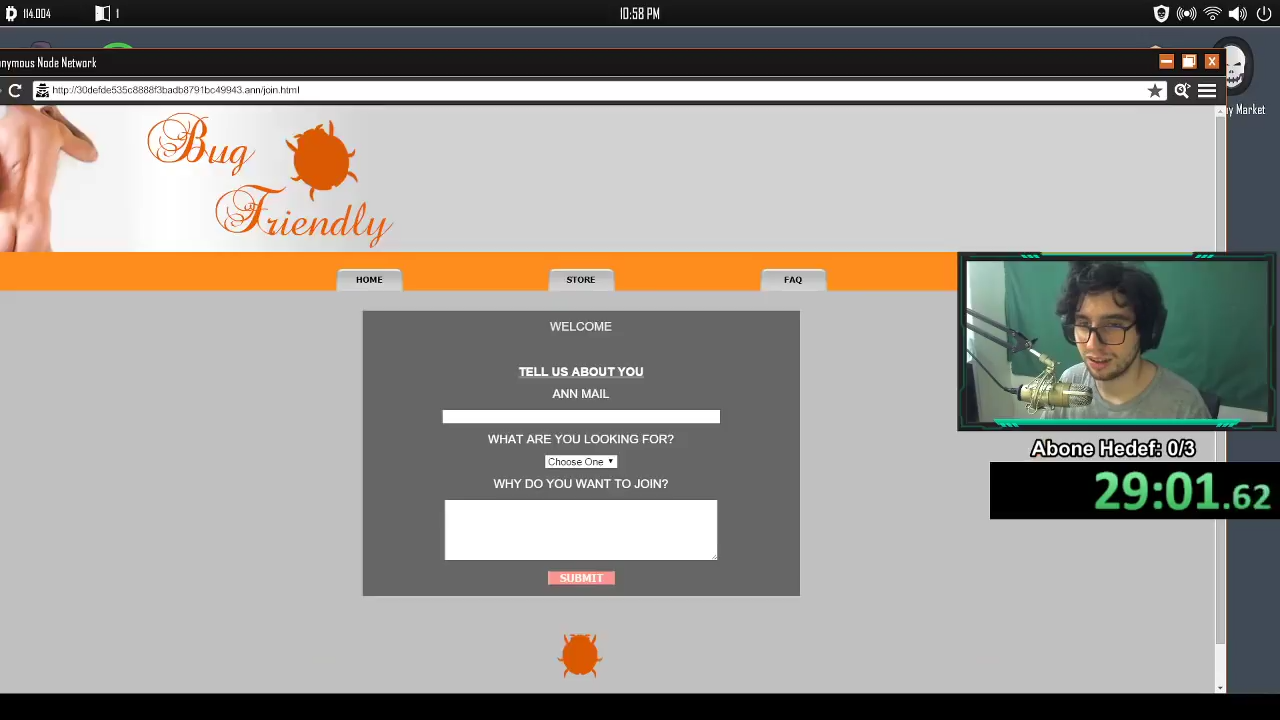 114.004
1
10:58 PM
nymous Node Network
http://30defde535c8888f3badb8791bc49943.ann/join.html
y Market
Bug
Friendly
HOME
STORE
FAQ
WELCOME
TELL US ABOUT YOU
ANN MAIL
WHAT ARE YOU LOOKING FOR?
Choose One
WHY DO YOU WANT TO JOIN?
SUBMIT
Abone Hedef: 0/3
29:01.62